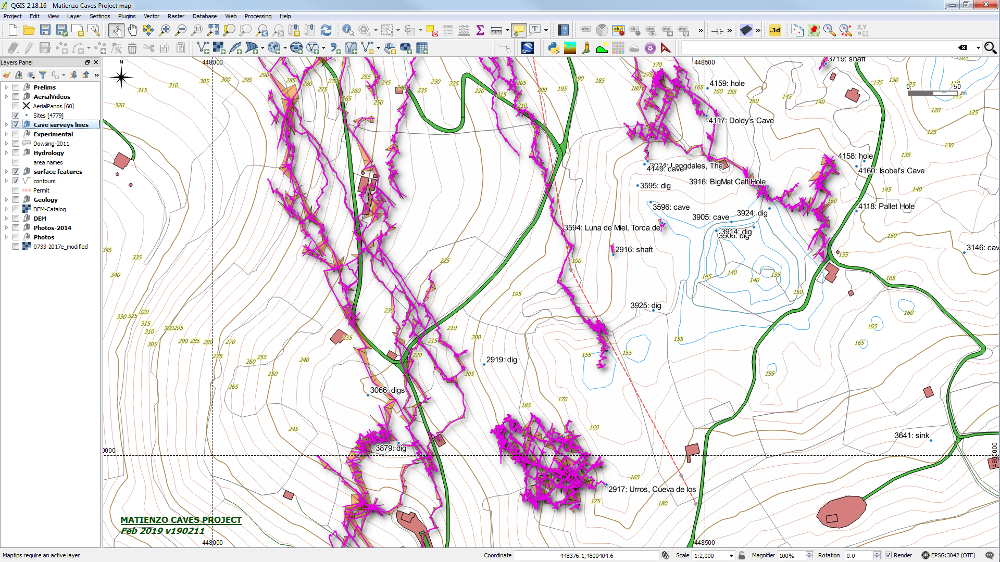 QGIS 2.18.16 - Matienzo Caves Project map
Project Edit View Layer Settings Plugins Vector Raster Database Web Processing Help
Layers Panel
Prelims
AerialVideos
AerialPanos [60]
Sites [4779]
Cave surveys lines
Experimental
Dowsing-2011
Hydrology
area names
surface features
contours
Permit
Geology
DEM-Catalog
DEM
Photos-2014
Photos
0733-2017e_modified
N
448000
448500
3719: shaft
4159: hole
4117: Doldy's Cave
0 50
m
4158: hole
4160: Isobel's Cave
3924: Langdales, The
4149: cave
3595: dig
3916: BigMat Calf Hole
3596: cave
3905: cave
3924: dig
4118: Pallet Hole
3594: Luna de Miel, Torca de
3914: dig
3906: dig
2916: shaft
3146: cav
3925: dig
2919: dig
3066: digs
3879: dig
3641: sink
2917: Urros, Cueva de los
0000
4800000
MATIENZO CAVES PROJECT
Feb 2019 v190211
448000
448500
Maptips require an active layer
Coordinate 448376.1,4800404.6
Scale 1:2,000
Magnifier 100%
Rotation 0.0
Render
EPSG:3042 (OTF)